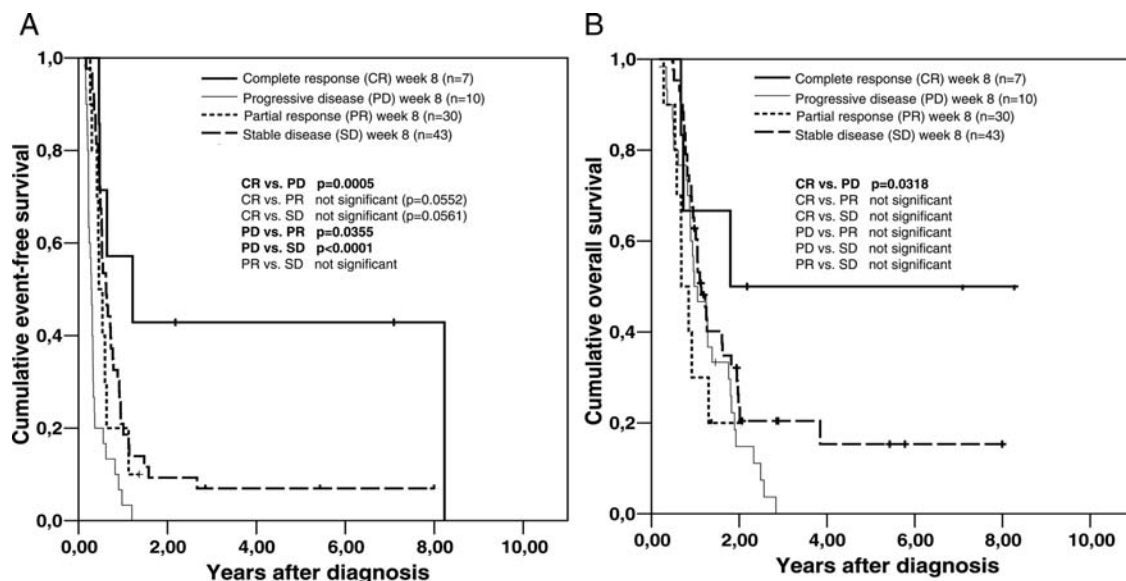 A
Cumulative event-free survival
1,0
0,8
0,6
0,4
0,2
0,0
Complete response (CR) week 8 (n=7)
Progressive disease (PD) week 8 (n=10)
Partial response (PR) week 8 (n=30)
Stable disease (SD) week 8 (n=43)
CR vs. PD p=0.0005
CR vs. PR not significant (p=0.0552)
CR vs. SD not significant (p=0.0561)
PD vs. PR p=0.0355
PD vs. SD p<0.0001
PR vs. SD not significant
0,00 2,00 4,00 6,00 8,00 10,00
Years after diagnosis
B
Cumulative overall survival
1,0
0,8
0,6
0,4
0,2
0,0
Complete response (CR) week 8 (n=7)
Progressive disease (PD) week 8 (n=10)
Partial response (PR) week 8 (n=30)
Stable disease (SD) week 8 (n=43)
CR vs. PD p=0.0318
CR vs. PR not significant
CR vs. SD not significant
PD vs. PR not significant
PD vs. SD not significant
PR vs. SD not significant
0,00 2,00 4,00 6,00 8,00 10,00
Years after diagnosis